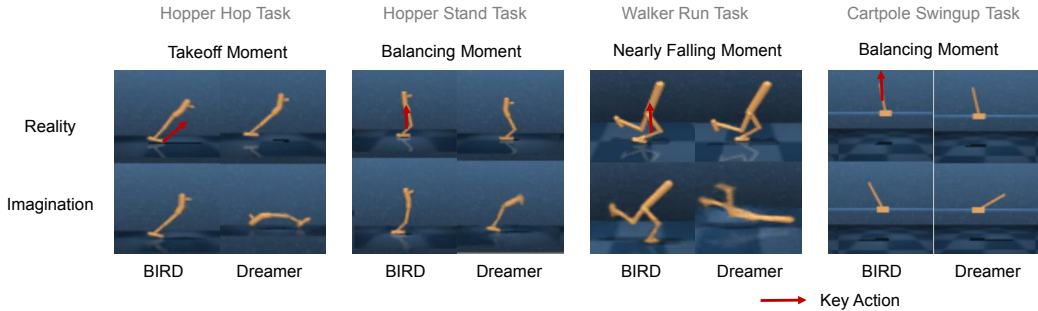 Hopper Hop Task
Hopper Stand Task
Walker Run Task
Cartpole Swingup Task
Takeoff Moment
Balancing Moment
Nearly Falling Moment
Balancing Moment
Reality
Imagination
BIRD
Dreamer
BIRD
Dreamer
BIRD
Dreamer
BIRD
Dreamer
Key Action